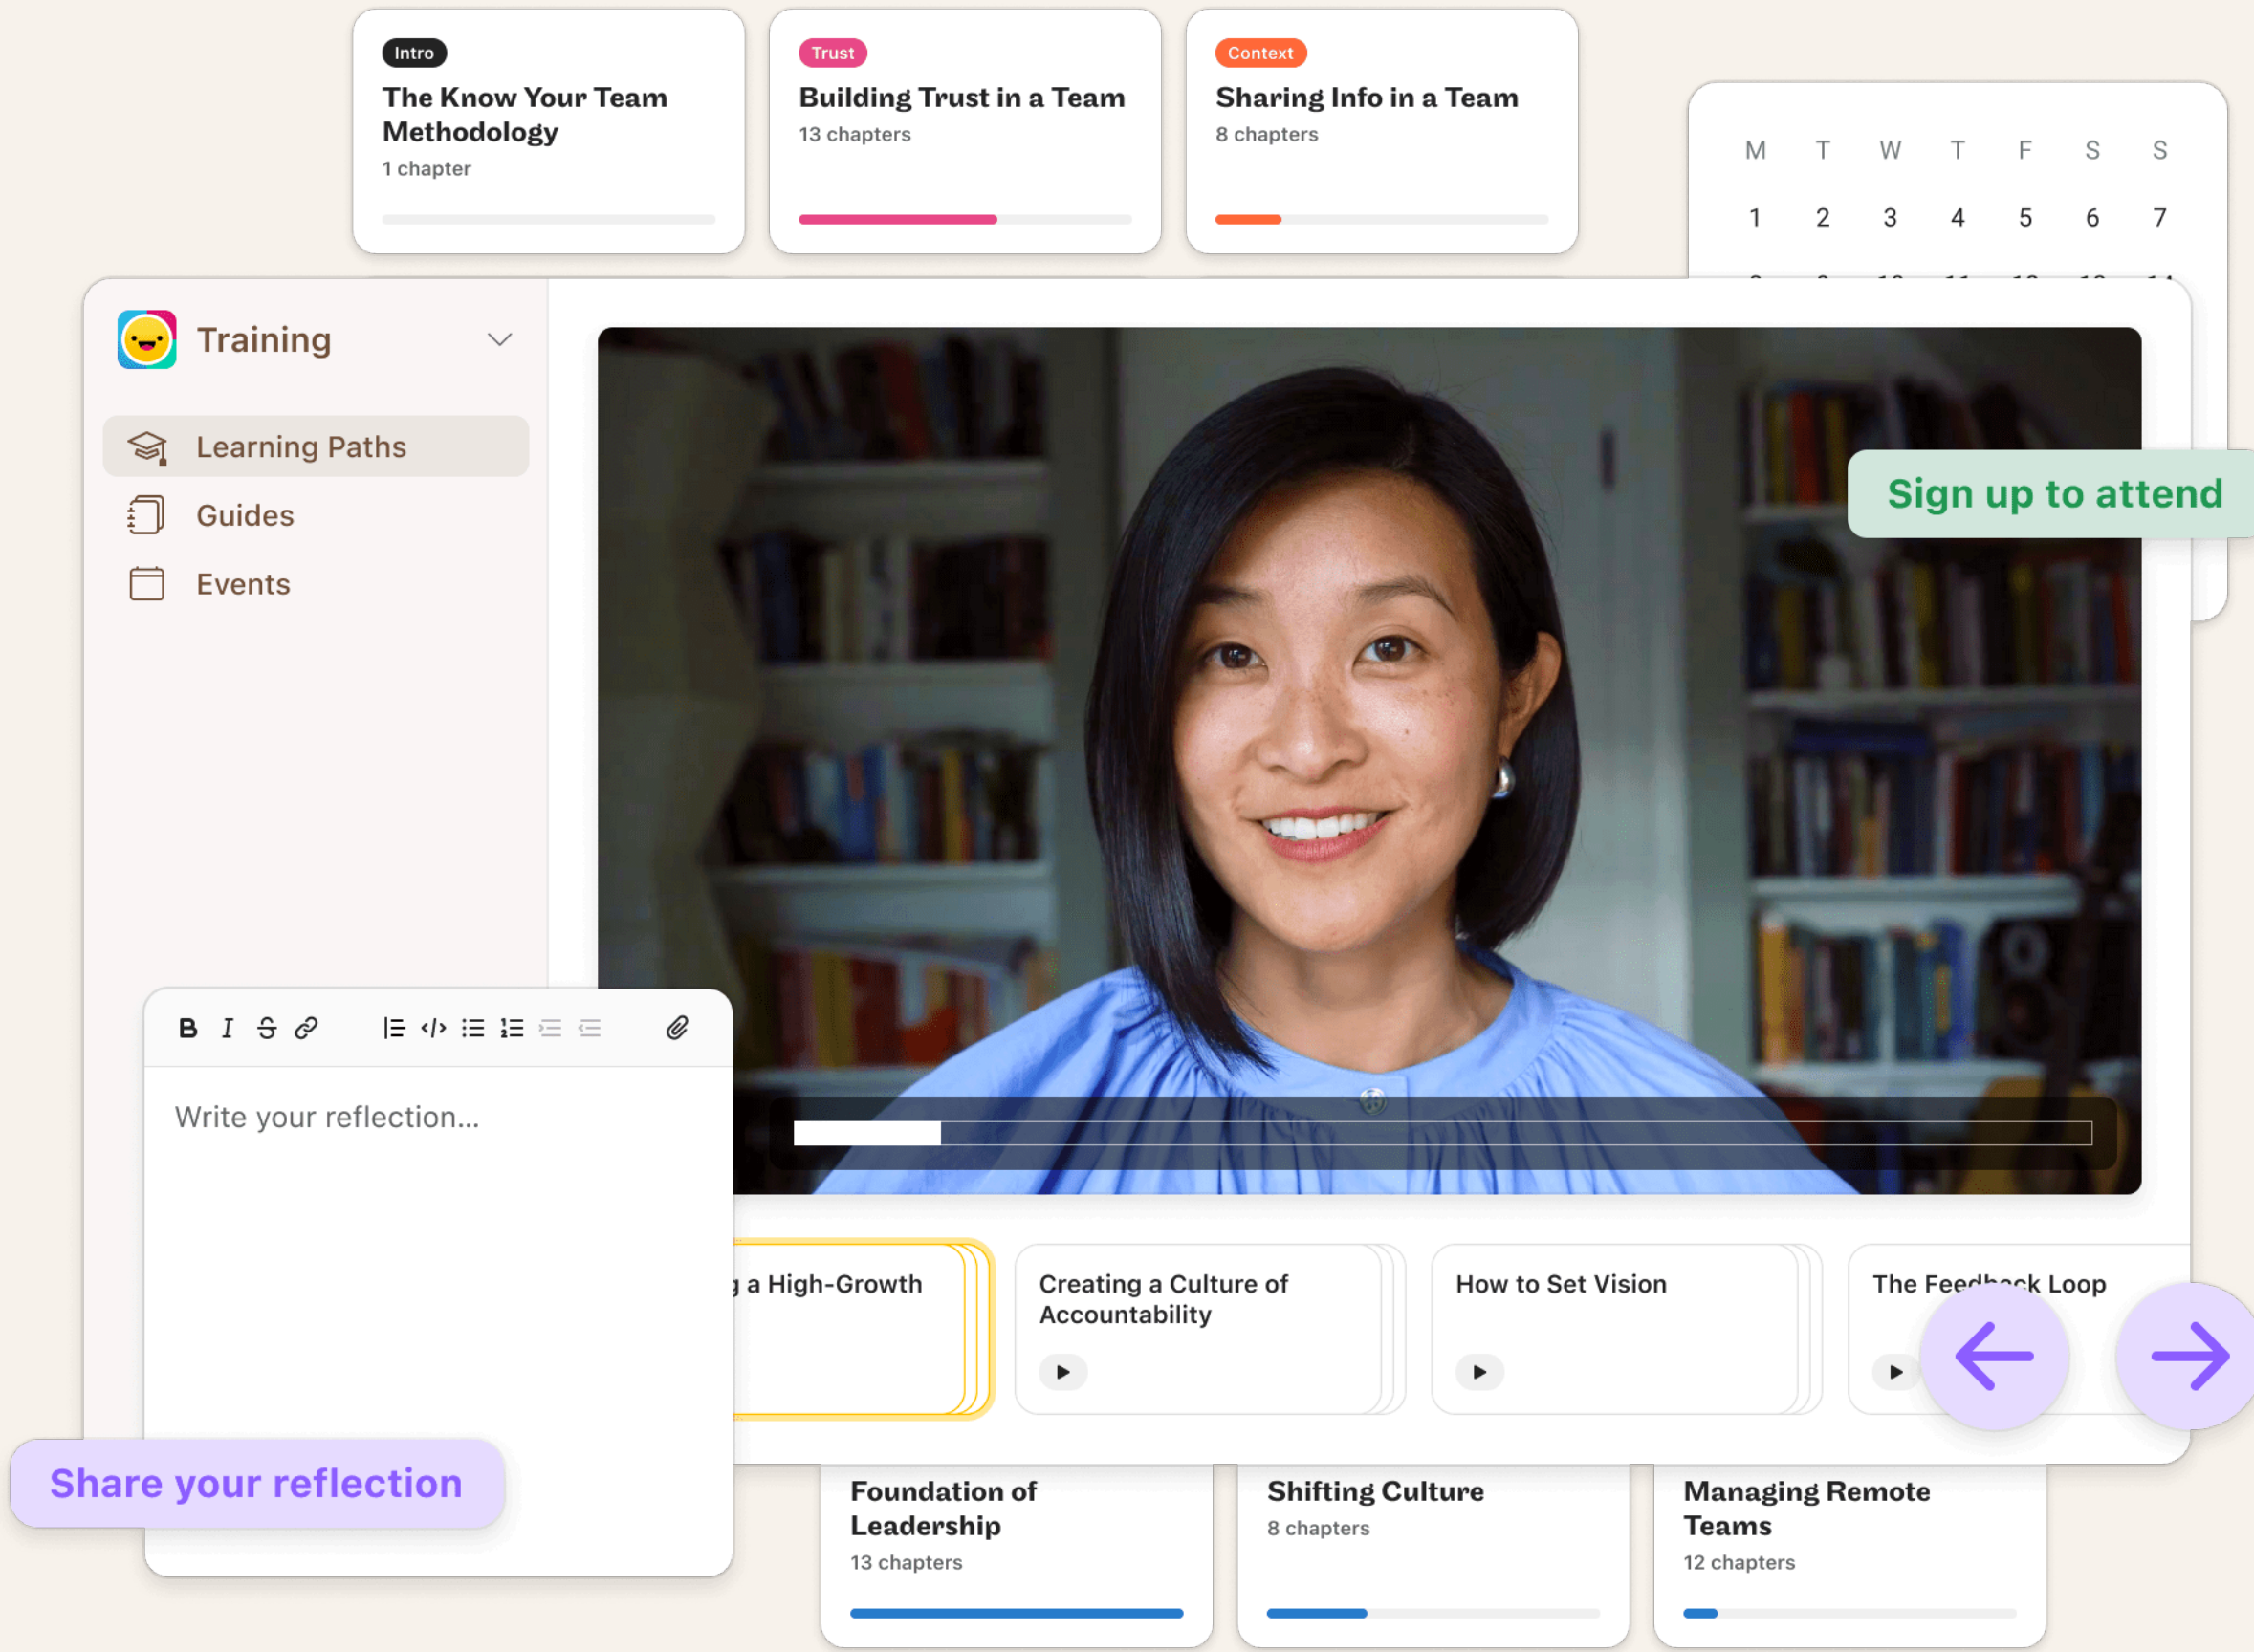 Intro
The Know Your Team
Methodology
1 chapter
Trust
Building Trust in a Team
13 chapters
Context
Sharing Info in a Team
8 chapters
M T W T F S S
1 2 3 4 5 6 7
Training
Learning Paths
Guides
Events
Sign up to attend
Write your reflection...
Share your reflection
a High-Growth
Creating a Culture of
Accountability
How to Set Vision
The Feedback Loop
Foundation of
Leadership
13 chapters
Shifting Culture
8 chapters
Managing Remote
Teams
12 chapters